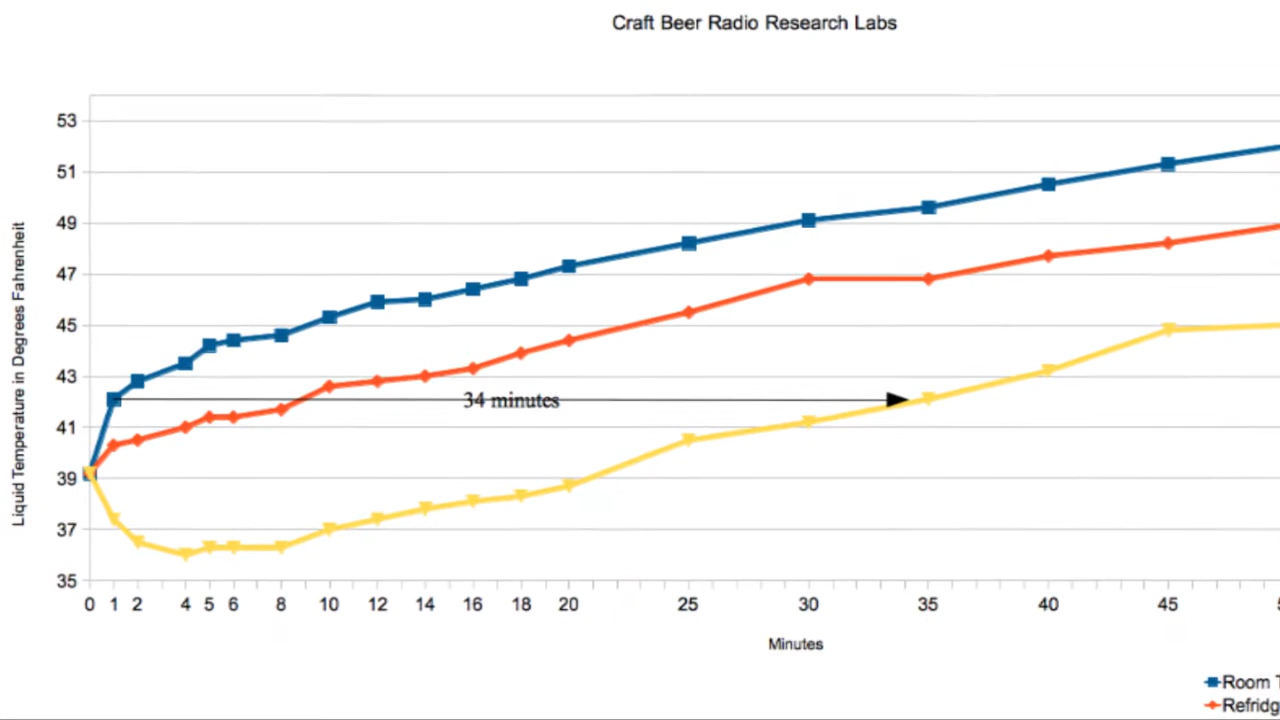 Craft Beer Radio Research Labs
53
51
49
47
45
43
41
39
37
35
Liquid Temperature in Degrees Fahrenheit
34 minutes
0 1 2 4 5 6 8 10 12 14 16 18 20 25 30 35 40 45
Minutes
Room